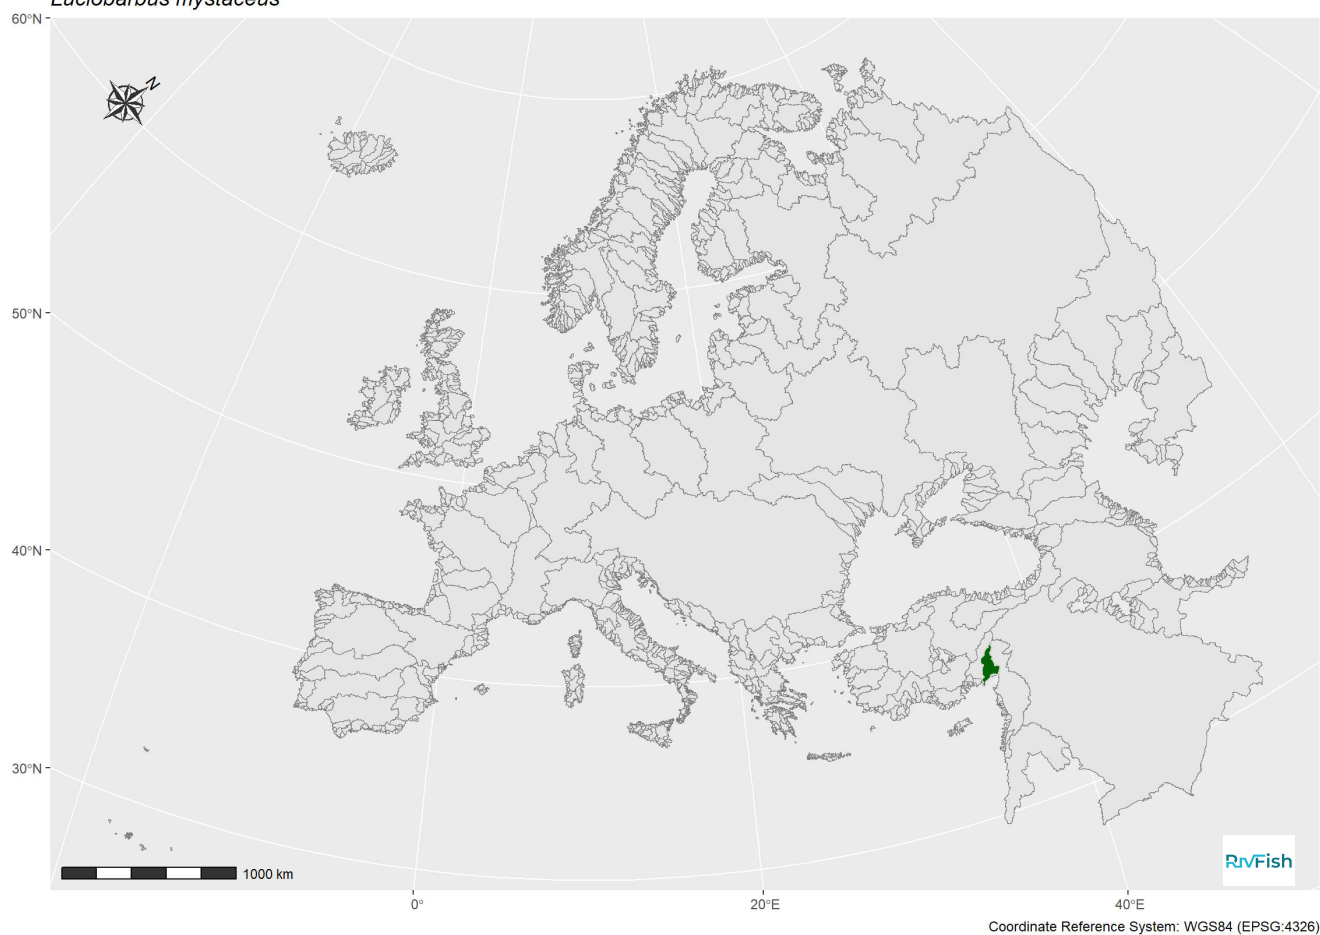 Luciobarbus mystaceus
60°N
N
50°N
40°N
30°N
1000 km
RIVFish
0°
20°E
40°E
Coordinate Reference System: WGS84 (EPSG:4326)